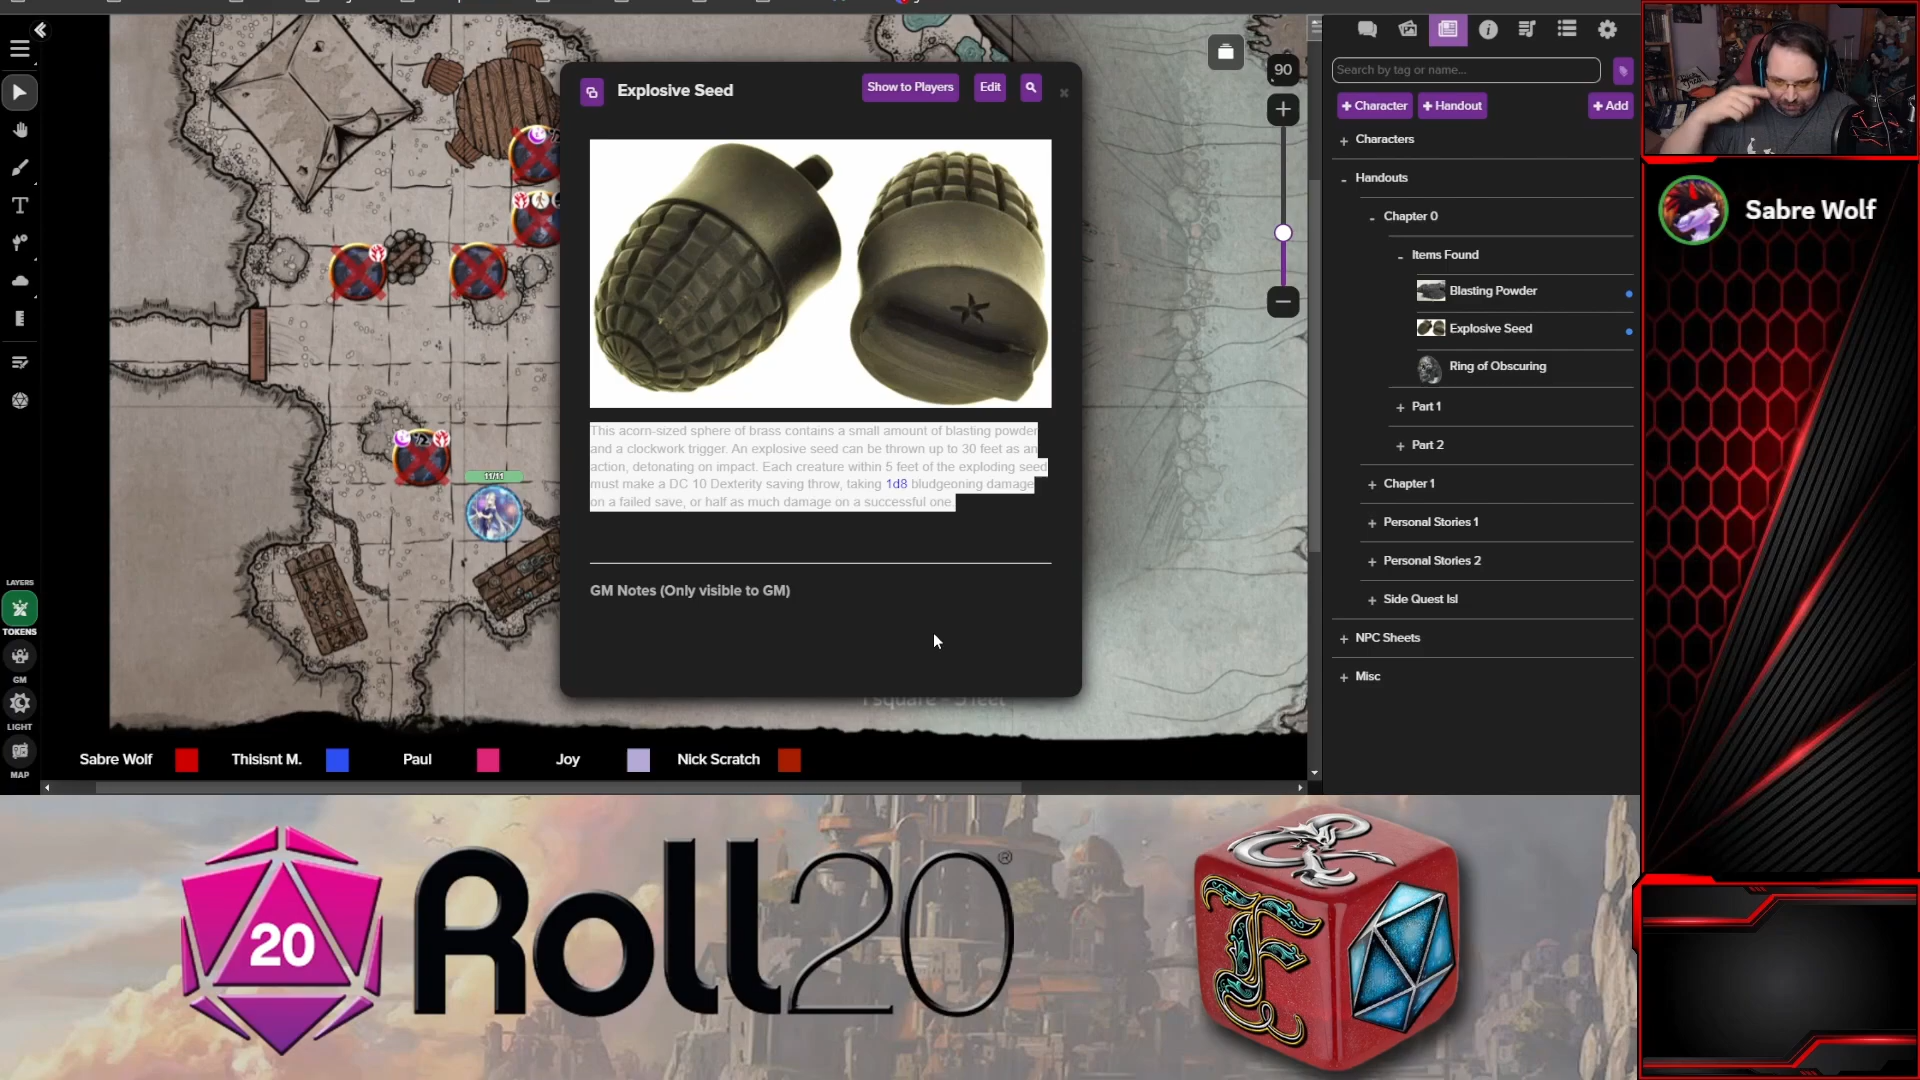 Explosive Seed
Show to Players
Edit
This acorn-sized sphere of brass contains a small amount of blasting powder
and a clockwork trigger. An explosive seed can be thrown up to 30 feet as an
action, detonating on impact. Each creature within 5 feet of the exploding seed
must make a DC 10 Dexterity saving throw, taking 1d8 bludgeoning damage
on a failed save, or half as much damage on a successful one.
GM Notes (Only visible to GM)
11/11
90
Search by tag or name...
+ Character
+ Handout
+ Add
+ Characters
- Handouts
- Chapter 0
- Items Found
Blasting Powder
Explosive Seed
Ring of Obscuring
+ Part 1
+ Part 2
+ Chapter 1
+ Personal Stories 1
+ Personal Stories 2
+ Side Quest Isl
+ NPC Sheets
+ Misc
LAYERS
TOKENS
GM
LIGHT
MAP
1 square = 5 feet
Sabre Wolf
Thisisnt M.
Paul
Joy
Nick Scratch
Sabre Wolf
20
Roll20®
E